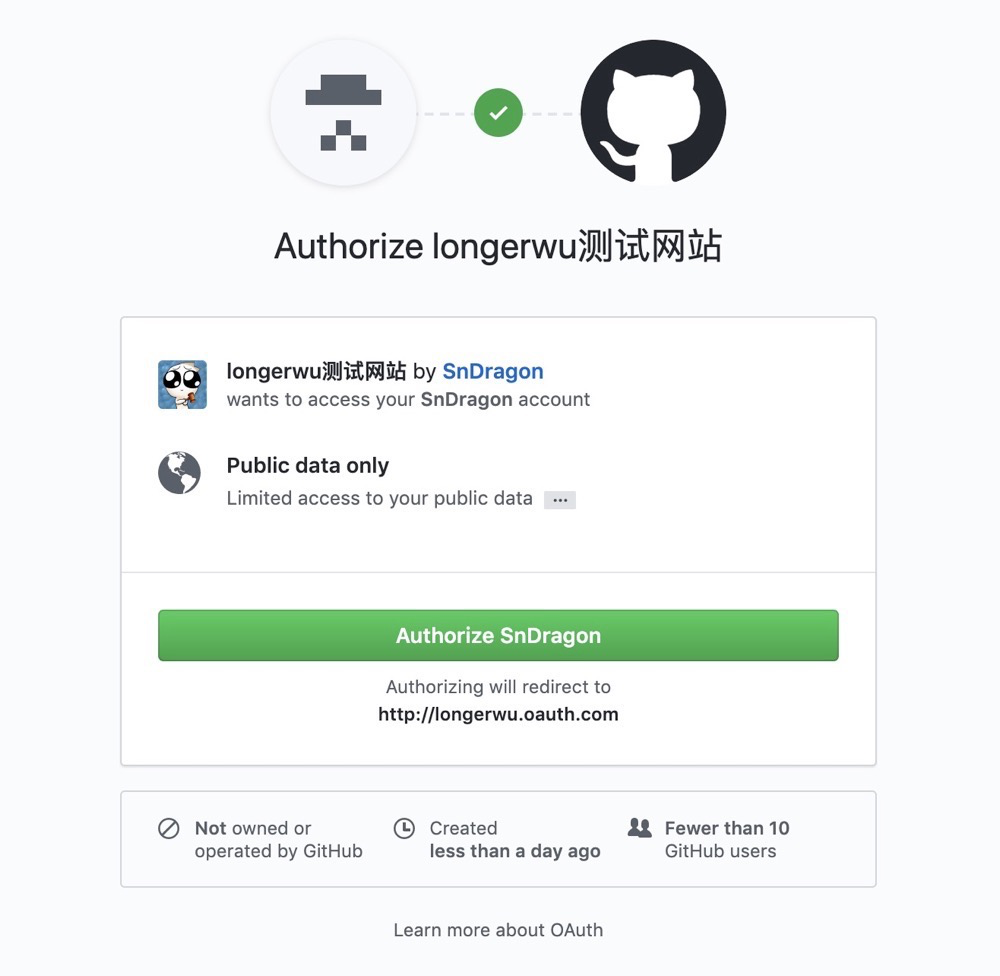 Authorize longerwu测试网站
longerwu测试网站 by SnDragon
wants to access your SnDragon account
Public data only
Limited access to your public data ...
Authorize SnDragon
Authorizing will redirect to
http://longerwu.oauth.com
Not owned or
operated by GitHub
Created
less than a day ago
Fewer than 10
GitHub users
Learn more about OAuth